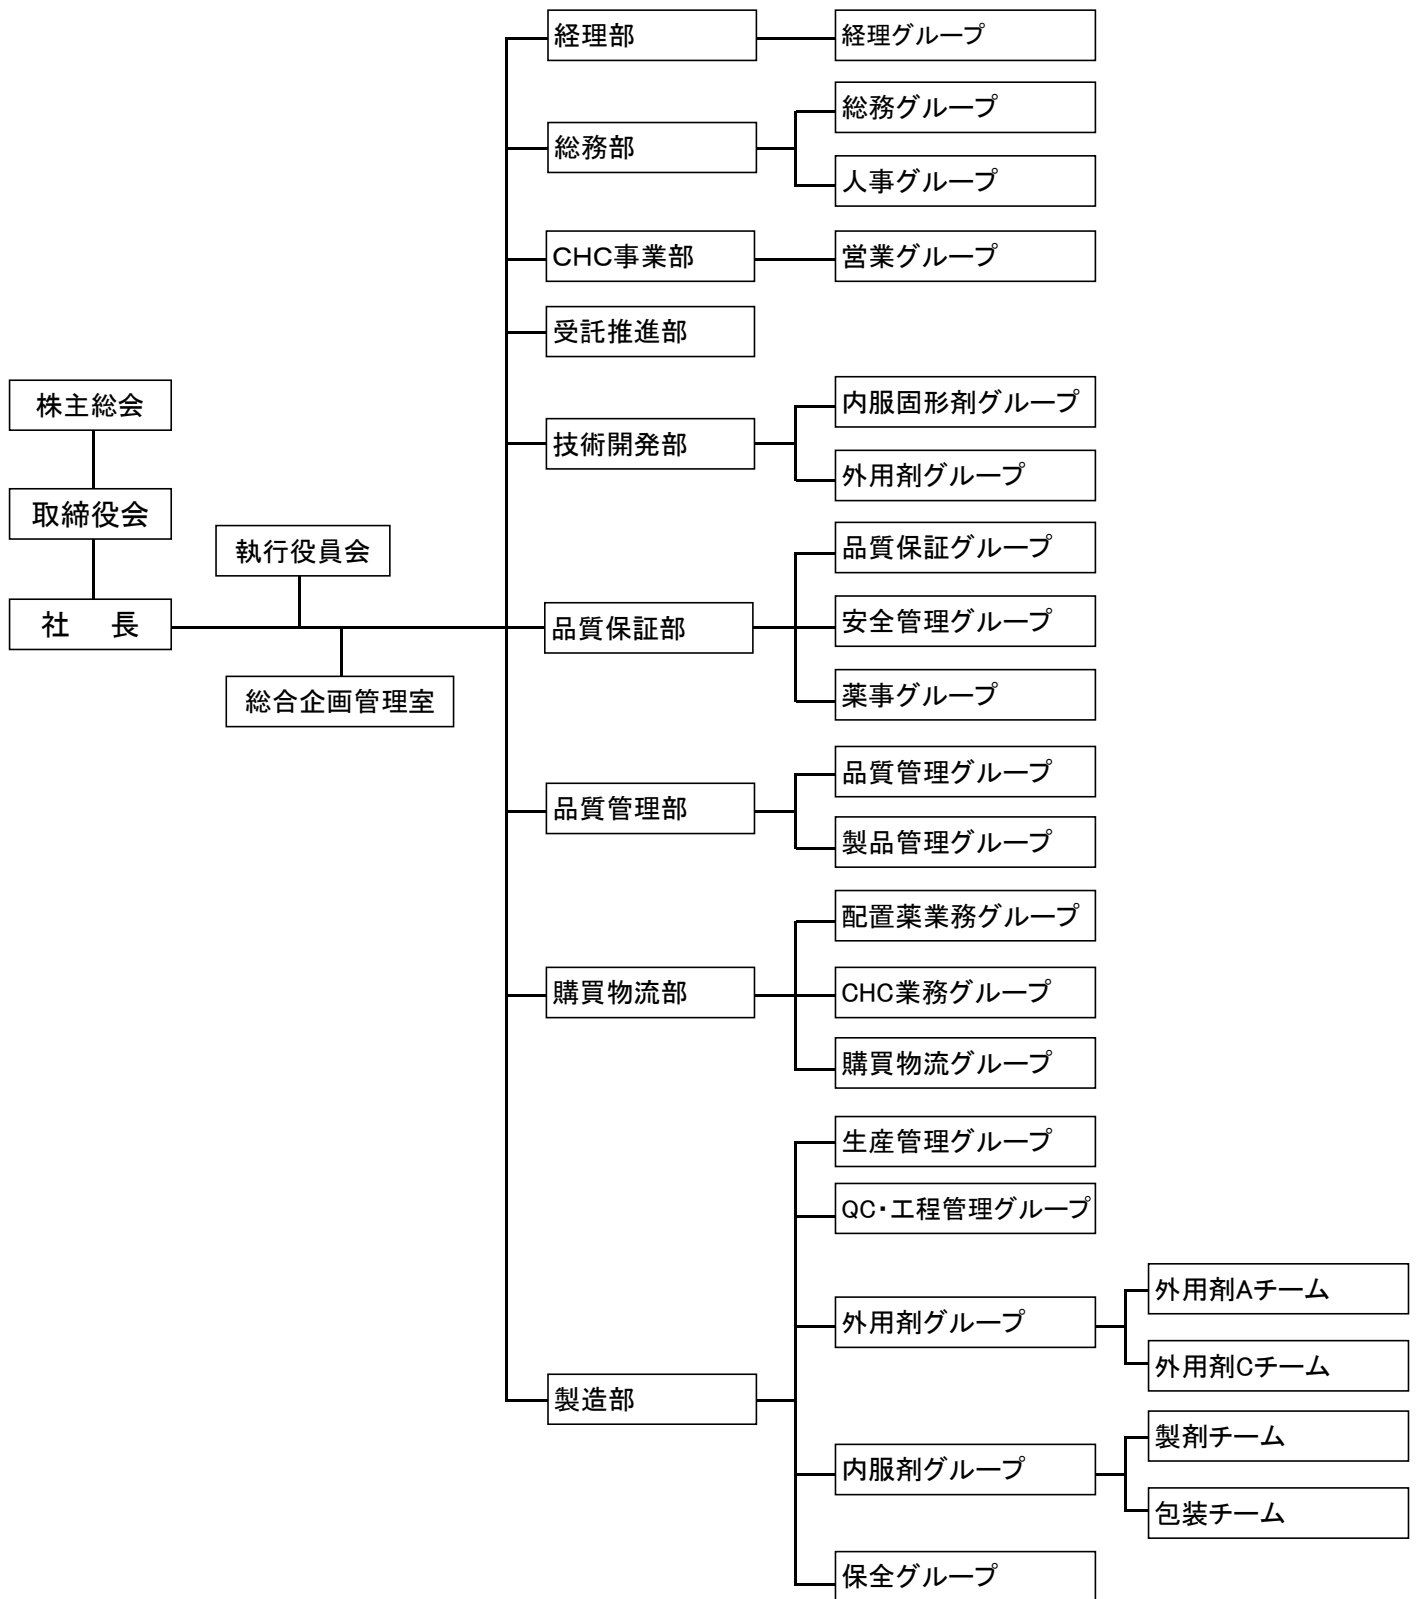 株主総会
取締役会
社　長
執行役員会
総合企画管理室
経理部
経理グループ
総務部
総務グループ
人事グループ
CHC事業部
営業グループ
受託推進部
技術開発部
内服固形剤グループ
外用剤グループ
品質保証部
品質保証グループ
安全管理グループ
薬事グループ
品質管理部
品質管理グループ
製品管理グループ
購買物流部
配置薬業務グループ
CHC業務グループ
購買物流グループ
製造部
生産管理グループ
QC・工程管理グループ
外用剤グループ
外用剤Aチーム
外用剤Cチーム
内服剤グループ
製剤チーム
包装チーム
保全グループ